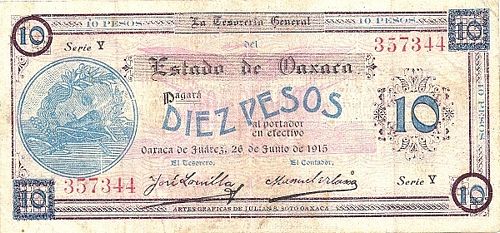 10 PESOS La Tesorería General 10 PESOS
10 10
Serie Y del 357344
Estado de Oaxaca
Pagará
DIEZ PESOS
al portador
en efectivo
10
Oaxaca de Juárez, 26 de Junio de 1915
El Tesorero, El Contador,
357344 Serie Y
10 10
ARTES GRAFICAS DE JULIAN S. SOTO OAXACA
10 PESOS